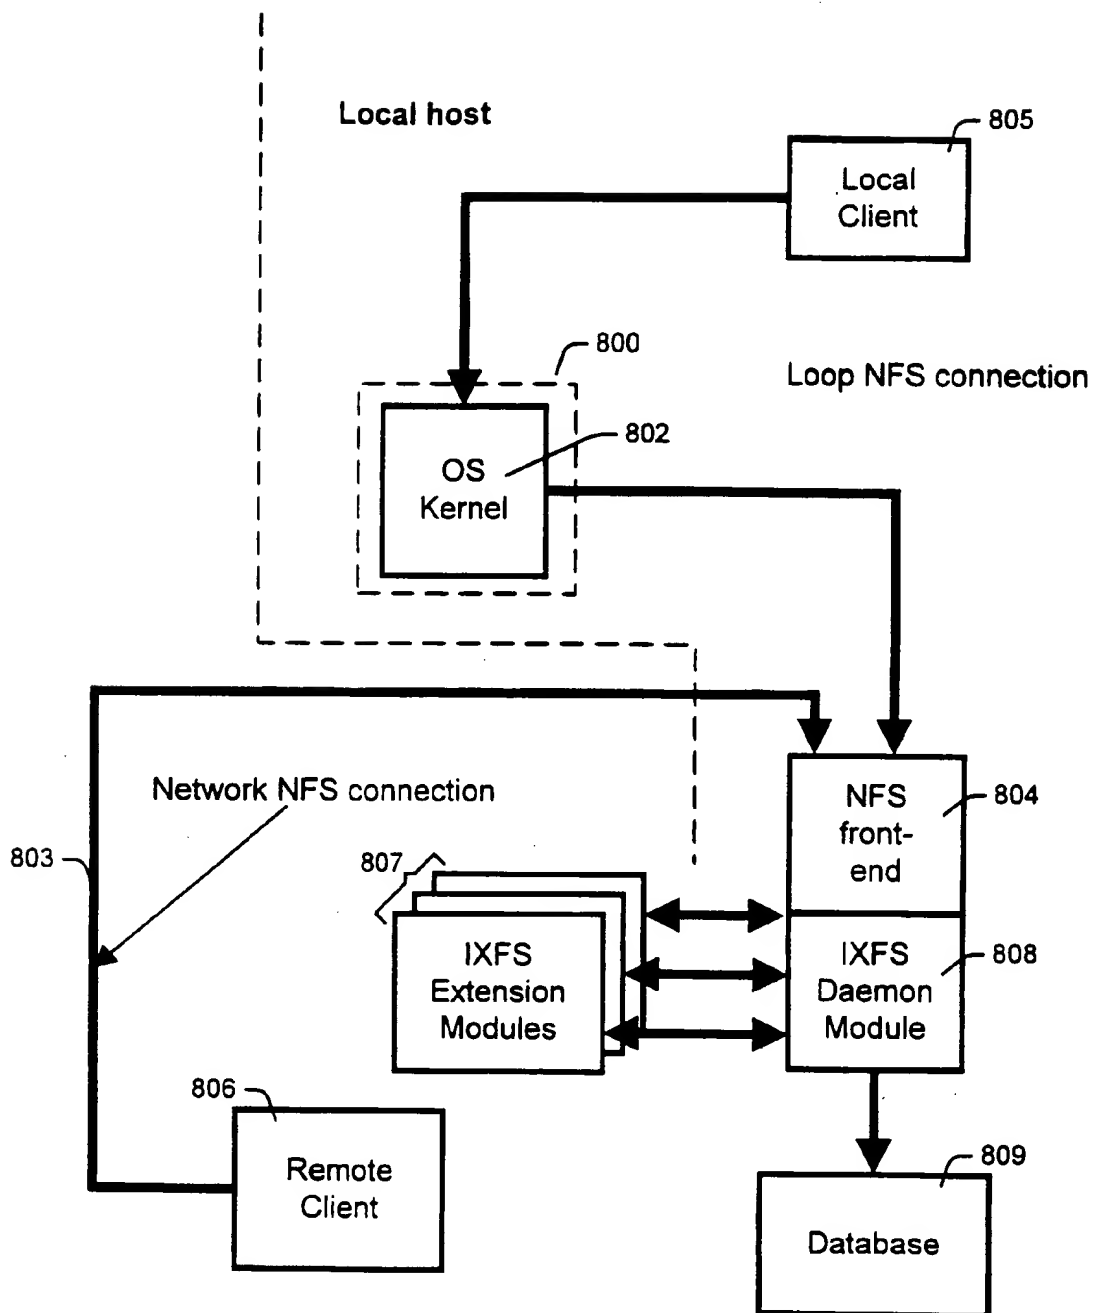 Local host
805
Local
Client
800
Loop NFS connection
802
OS
Kernel
Network NFS connection
NFS
front-
end
804
803
807
IXFS
Extension
Modules
IXFS
Daemon
Module
808
806
Remote
Client
809
Database